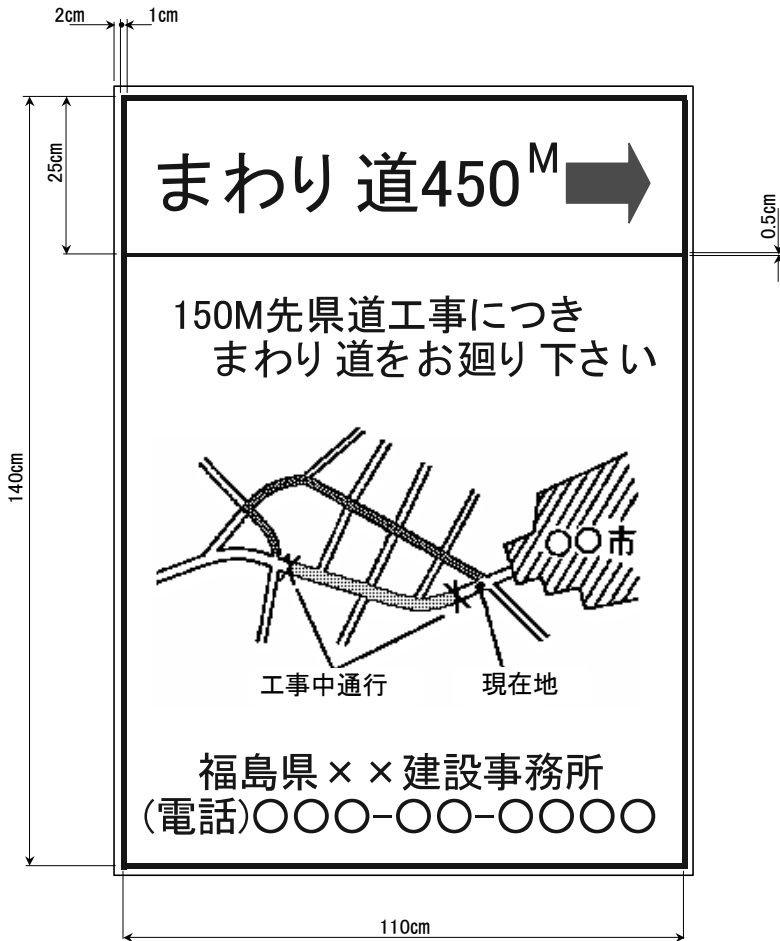 2cm
1cm
25cm
まわり道450M
0.5cm
150M先県道工事につき
まわり道をお廻り下さい
140cm
○○市
工事中通行
現在地
福島県××建設事務所
(電話)○○○-○○-○○○○
110cm